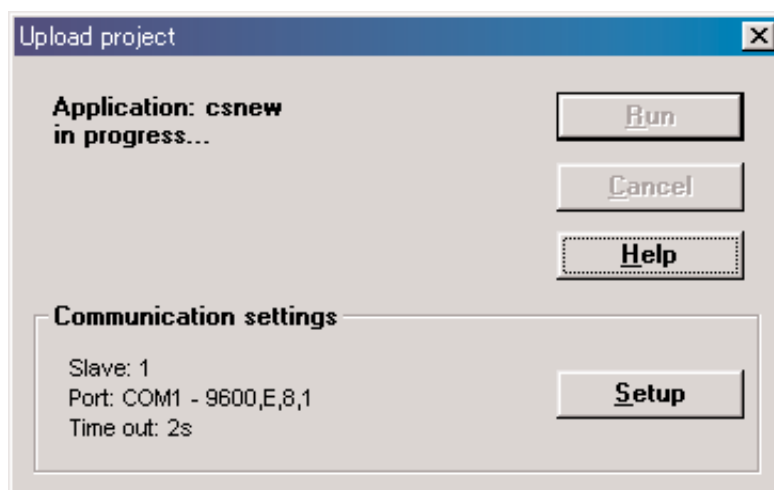 Upload project
Application: csnew
in progress...
Run
Cancel
Help
Communication settings
Slave: 1
Port: COM1 - 9600,E,8,1
Time out: 2s
Setup